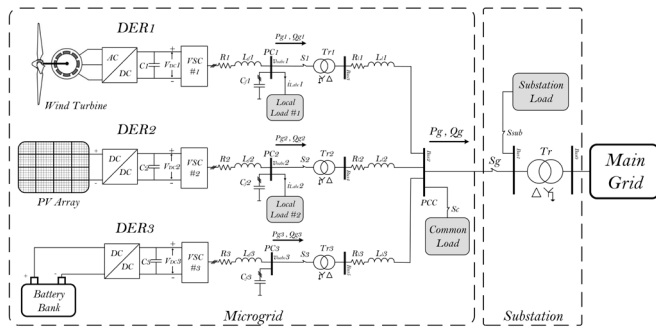 DER1
AC
DC
C1
VDC1
VSC
#1
R1
Lf1
Cf1
PC1
vabc1
iLabc1
Local
Load #1
Pg1 , Qg1
S1
Tr1
Rl1
Ll1
Wind Turbine
DER2
DC
DC
C2
VDC2
VSC
#2
R2
Lf2
Cf2
PC2
Local
Load #2
Pg2 , Qg2
S2
Tr2
Rl2
Ll2
PV Array
DER3
DC
DC
C3
VDC3
VSC
#3
R3
Lf3
Cf3
PC3
Pg3 , Qg3
S3
Tr3
Rl3
Ll3
Battery
Bank
Pg , Qg
PCC
Sc
Common
Load
Sg
Substation
Load
Ssub
Tr
Main
Grid
Microgrid
Substation